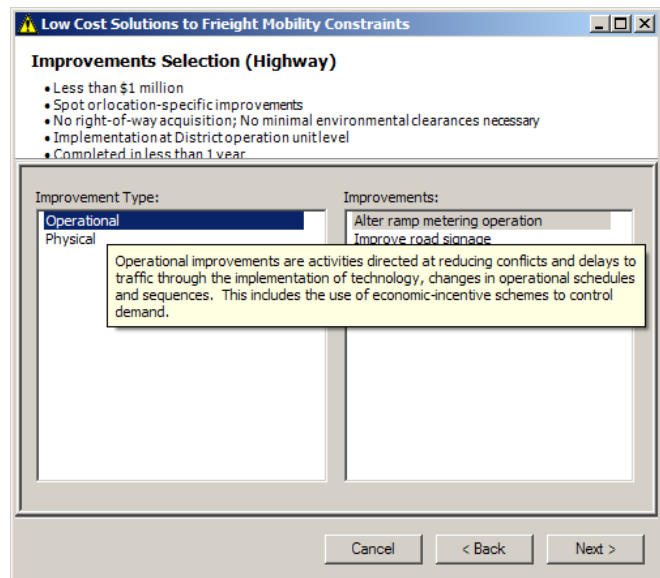 Low Cost Solutions to Frieight Mobility Constraints
Improvements Selection (Highway)
• Less than $1 million
• Spot or location-specific improvements
• No right-of-way acquisition; No minimal environmental clearances necessary
• Implementation at District operation unit level
• Completed in less than 1 year
Improvement Type:
Improvements:
Operational
Physical
Alter ramp metering operation
Improve road signage
Operational improvements are activities directed at reducing conflicts and delays to
traffic through the implementation of technology, changes in operational schedules
and sequences. This includes the use of economic-incentive schemes to control
demand.
Cancel
< Back
Next >